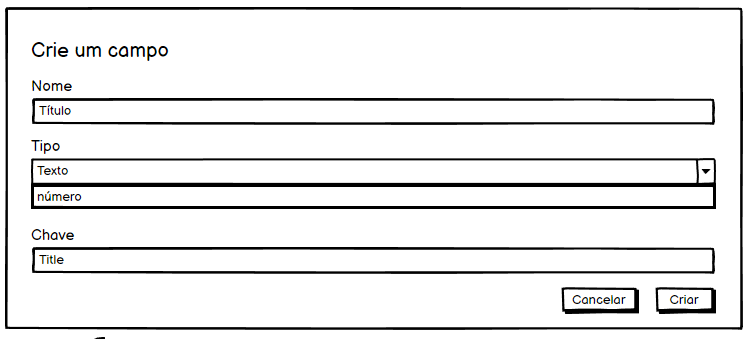 Crie um campo
Nome
Título
Tipo
Texto
número
Chave
Title
Cancelar
Criar